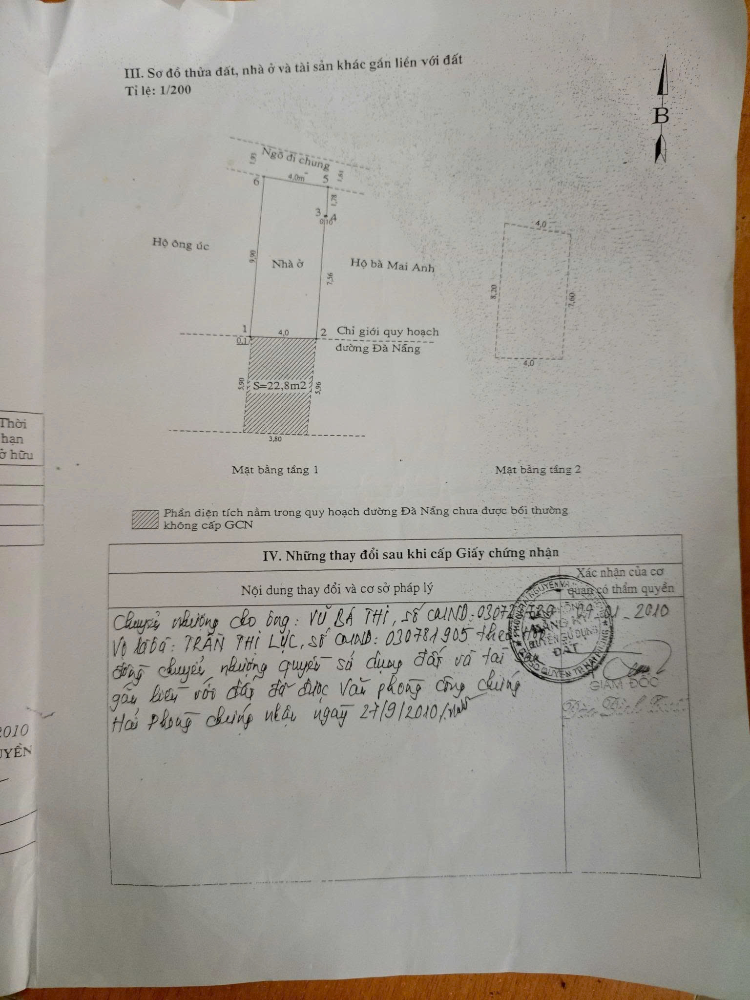 III. Sơ đồ thửa đất, nhà ở và tài sản khác gắn liền với đất
Tỉ lệ: 1/200
B
Ngõ đi chung
4,0m
6
5
1,78
3
4
0,10
Hộ ông úc
9,90
Nhà ở
7,56
Hộ bà Mai Anh
1
4,0
2
Chỉ giới quy hoạch
đường Đà Nẵng
0,1
5,90
S=22,8m2
5,96
3,80
Mặt bằng tầng 1
4,0
8,20
7,60
4,0
Mặt bằng tầng 2
Phần diện tích nằm trong quy hoạch đường Đà Nẵng chưa được bồi thường
không cấp GCN
Thời
hạn
ở hữu
2010
UYỀN
IV. Những thay đổi sau khi cấp Giấy chứng nhận
Nội dung thay đổi và cơ sở pháp lý
Xác nhận của cơ
quan có thẩm quyền
Chuyển nhượng cho ông: VŨ BÁ THI, số CMND:
2010
Vợ là bà: TRẦN THỊ LỰC, số CMND: 030781905 theo Hợp
đồng chuyển nhượng quyền sử dụng đất và tài sản
gắn liền với đất đã được Văn phòng công chứng
Hải Phòng chứng nhận ngày 27/9/2010/.
QUYỀN SỬ DỤNG
ĐẤT
GIÁM ĐỐC